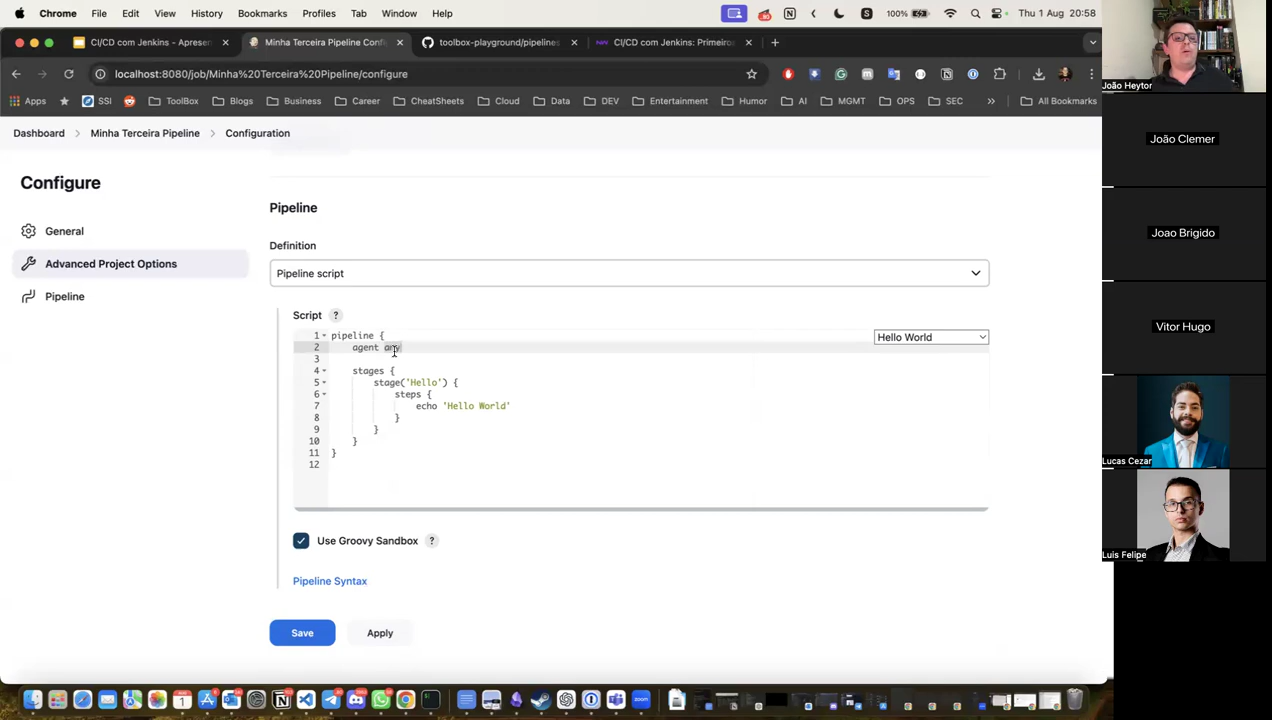 Chrome File Edit View History Bookmarks Profiles Tab Window Help 100% Thu 1 Aug 20:58
CI/CD com Jenkins - Apresen
Minha Terceira Pipeline Confi
toolbox-playground/pipelines
CI/CD com Jenkins: Primeiros
localhost:8080/job/Minha%20Terceira%20Pipeline/configure
Apps SSI ToolBox Blogs Business Career CheatSheets Cloud Data DEV Entertainment Humor AI MGMT OPS SEC » All Bookmarks
Dashboard > Minha Terceira Pipeline > Configuration
Configure
General
Advanced Project Options
Pipeline
Pipeline
Definition
Pipeline script
Script ?
Hello World
1 pipeline {
2 agent any
3
4 stages {
5 stage('Hello') {
6 steps {
7 echo 'Hello World'
8 }
9 }
10 }
11 }
12
Use Groovy Sandbox ?
Pipeline Syntax
Save
Apply
João Heytor
João Clemer
Joao Brigido
Vitor Hugo
Lucas Cezar
Luis Felipe